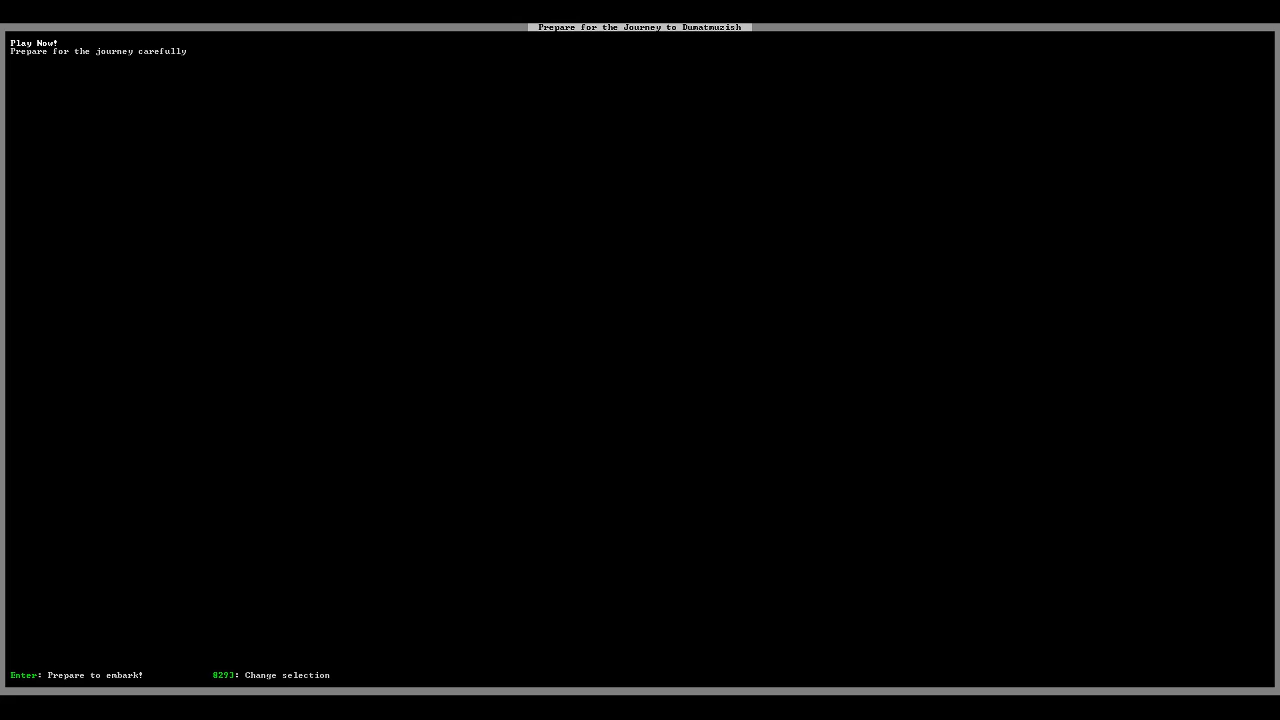 Prepare for the Journey to Dumatmuzish
Play Now!
Prepare for the journey carefully
Enter: Prepare to embark! 8293: Change selection